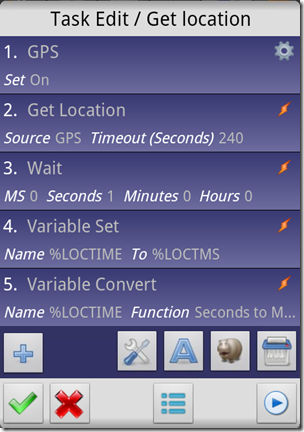 Task Edit / Get location
1. GPS
Set On
2. Get Location
Source GPS Timeout (Seconds) 240
3. Wait
MS 0 Seconds 1 Minutes 0 Hours 0
4. Variable Set
Name %LOCTIME To %LOCTMS
5. Variable Convert
Name %LOCTIME Function Seconds to M...
A